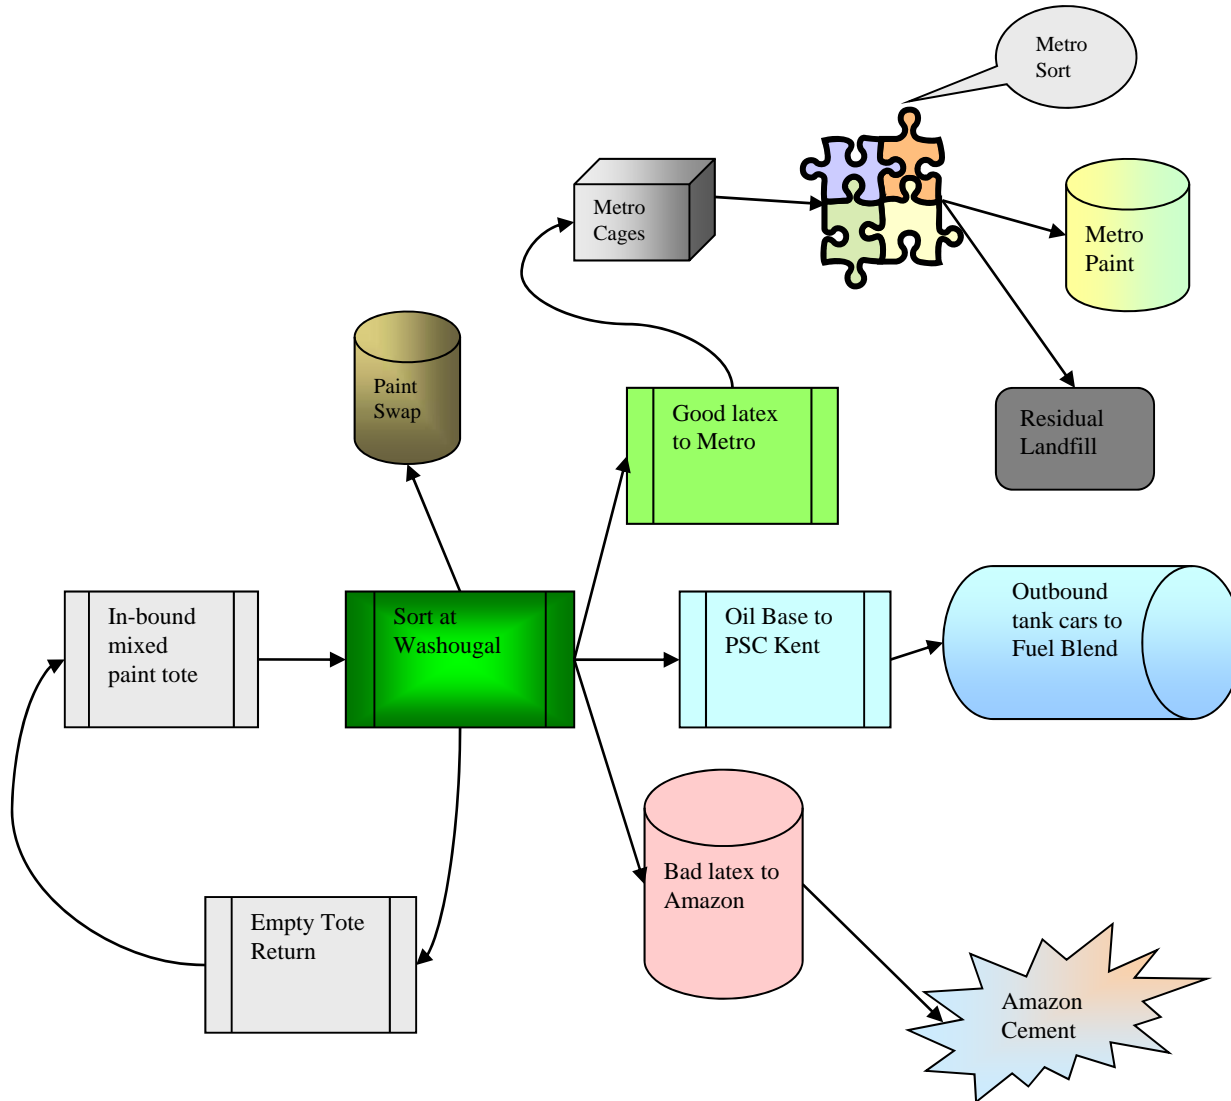 Metro
Sort
Metro
Cages
Metro
Paint
Paint
Swap
Good latex
to Metro
Residual
Landfill
In-bound
mixed
paint tote
Sort at
Washougal
Oil Base to
PSC Kent
Outbound
tank cars to
Fuel Blend
Bad latex to
Amazon
Empty Tote
Return
Amazon
Cement